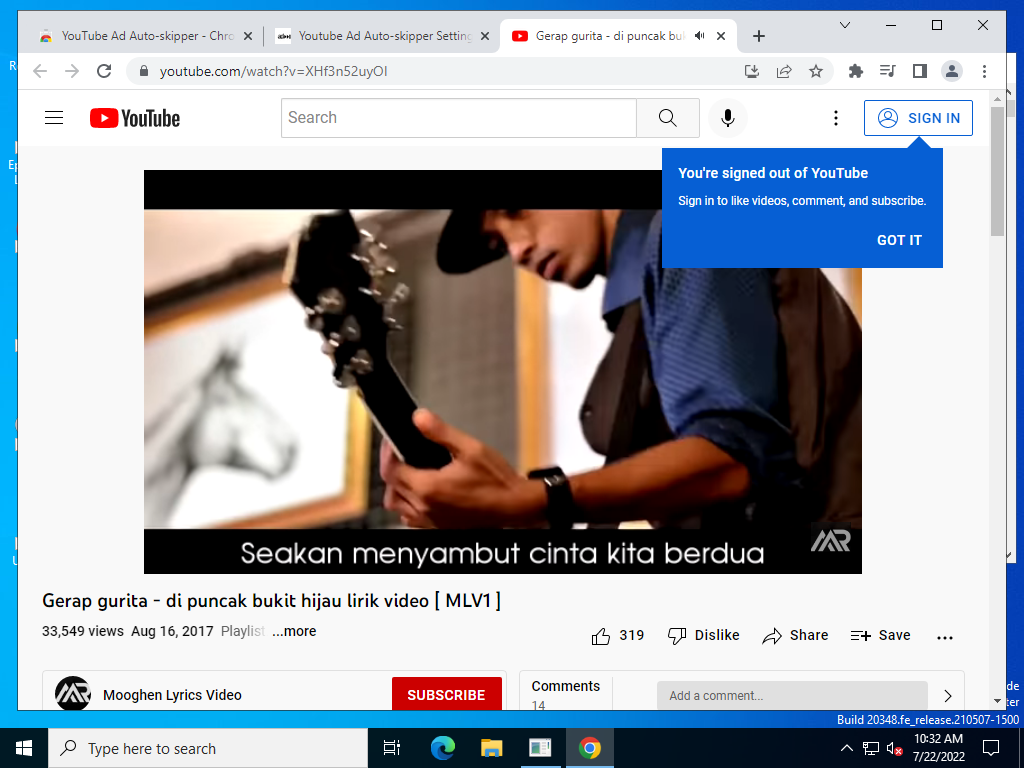 YouTube Ad Auto-skipper - Chro
Youtube Ad Auto-skipper Setting
Gerap gurita - di puncak buk
youtube.com/watch?v=XHf3n52uyOI
YouTube
Search
SIGN IN
You're signed out of YouTube
Sign in to like videos, comment, and subscribe.
GOT IT
Seakan menyambut cinta kita berdua
MR
Gerap gurita - di puncak bukit hijau lirik video [ MLV1 ]
33,549 views Aug 16, 2017 Playlist ...more
319 Dislike Share Save
Mooghen Lyrics Video
SUBSCRIBE
Comments
14
Add a comment...
Build 20348.fe_release.210507-1500
Type here to search
10:32 AM
7/22/2022